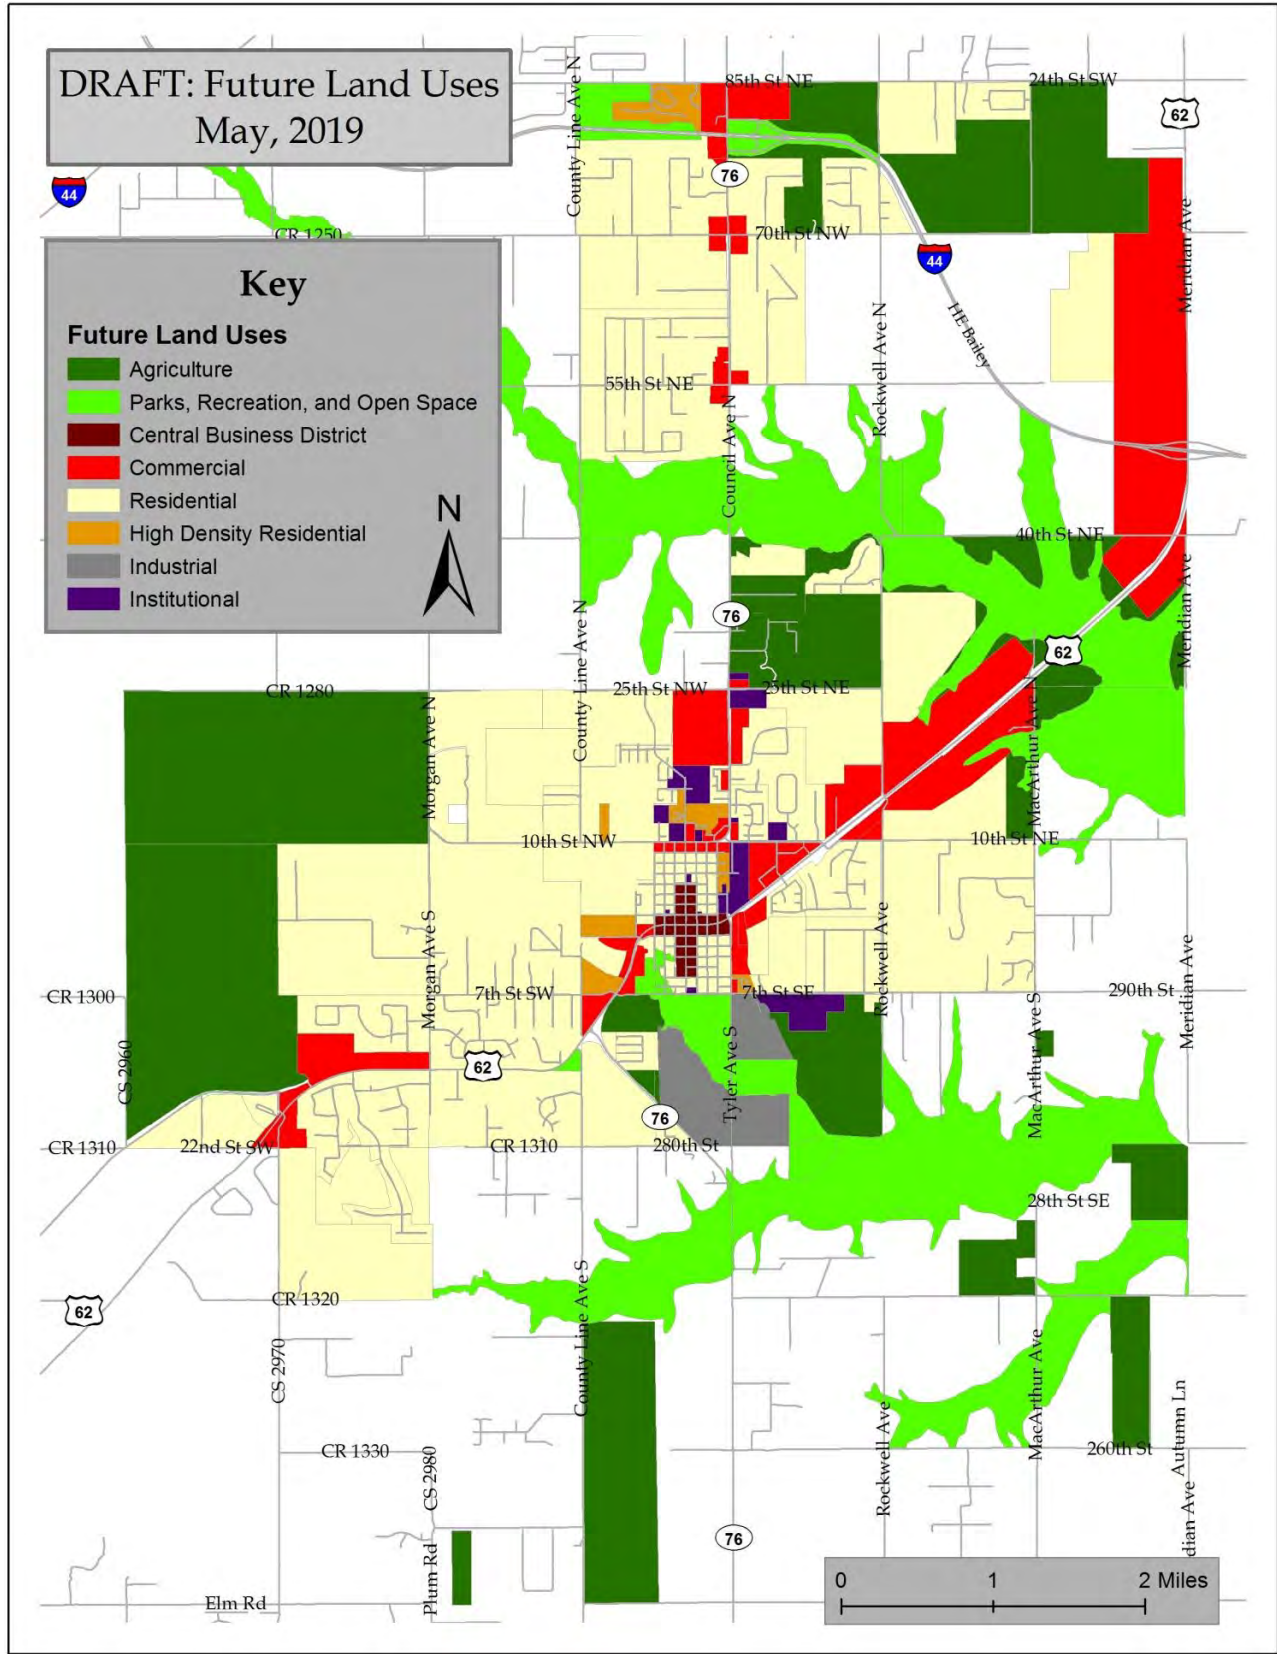 DRAFT: Future Land Uses
May, 2019
85th St NE
24th St SW
62
County Line Ave N
44
76
CR 1250
70th St NW
44
Meridian Ave
Key
Future Land Uses
Agriculture
Parks, Recreation, and Open Space
Central Business District
Commercial
Residential
High Density Residential
Industrial
Institutional
N
HE Bailey
Rockwell Ave N
55th St NE
Council Ave N
40th St NE
Meridian Ave
County Line Ave N
76
62
CR 1280
25th St NW
25th St NE
Morgan Ave N
MacArthur Ave N
10th St NW
10th St NE
Morgan Ave S
Rockwell Ave
Meridian Ave
CR 1300
7th St SW
7th St SE
290th St
CS 2960
62
Tyler Ave S
MacArthur Ave S
76
CR 1310
22nd St SW
CR 1310
280th St
28th St SE
62
CR 1320
County Line Ave S
CS 2970
MacArthur Ave
Rockwell Ave
Autumn Ln
CR 1330
260th St
CS 2980
dian Ave
76
Plum Rd
Elm Rd
0 1 2 Miles